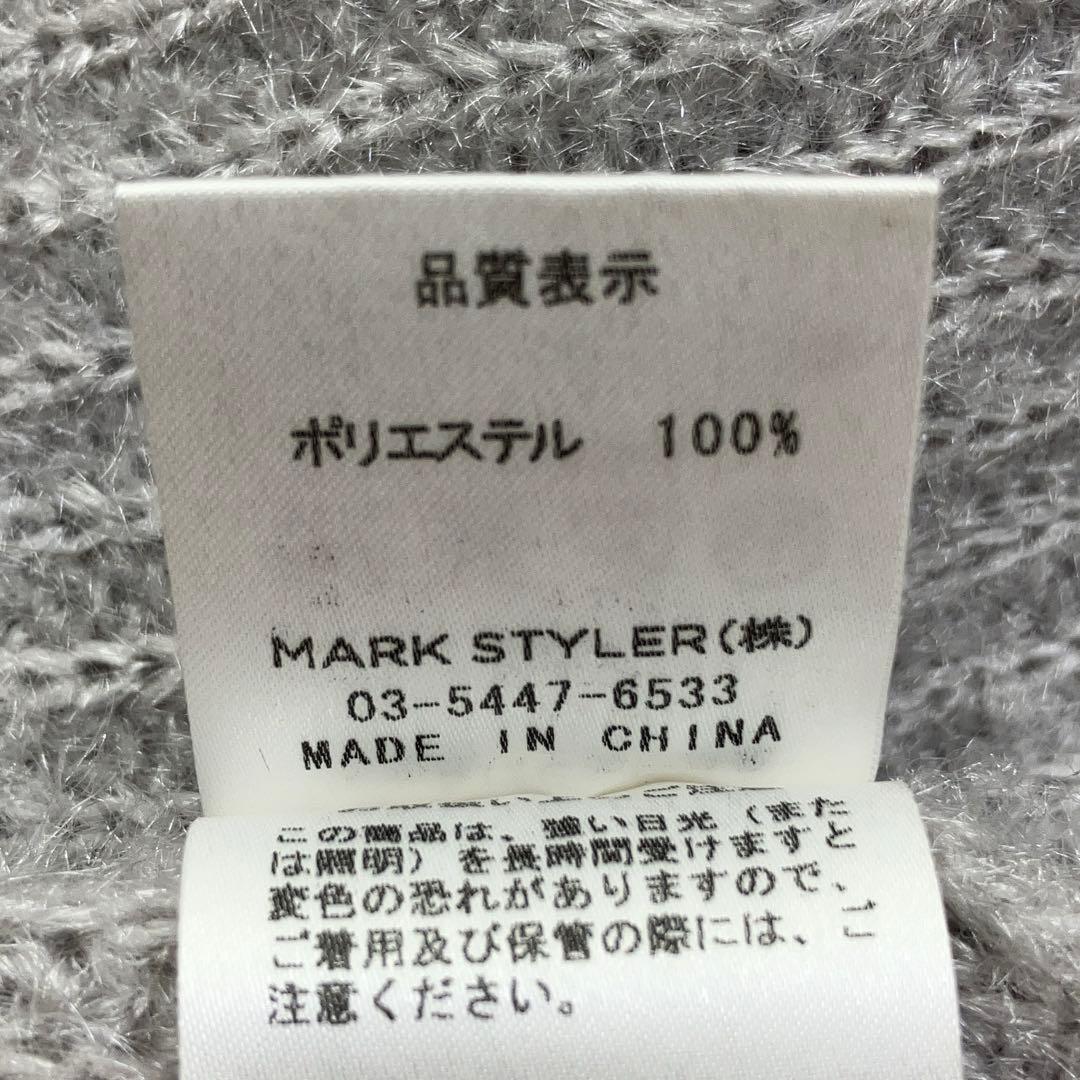 品質表示
ポリエステル 100%
MARK STYLER(株)
03-5447-6533
MADE IN CHINA
この商品は、強い日光(また
は照明)を長時間受けますと
変色の恐れがありますので、
ご着用及び保管の際には、ご
注意ください。